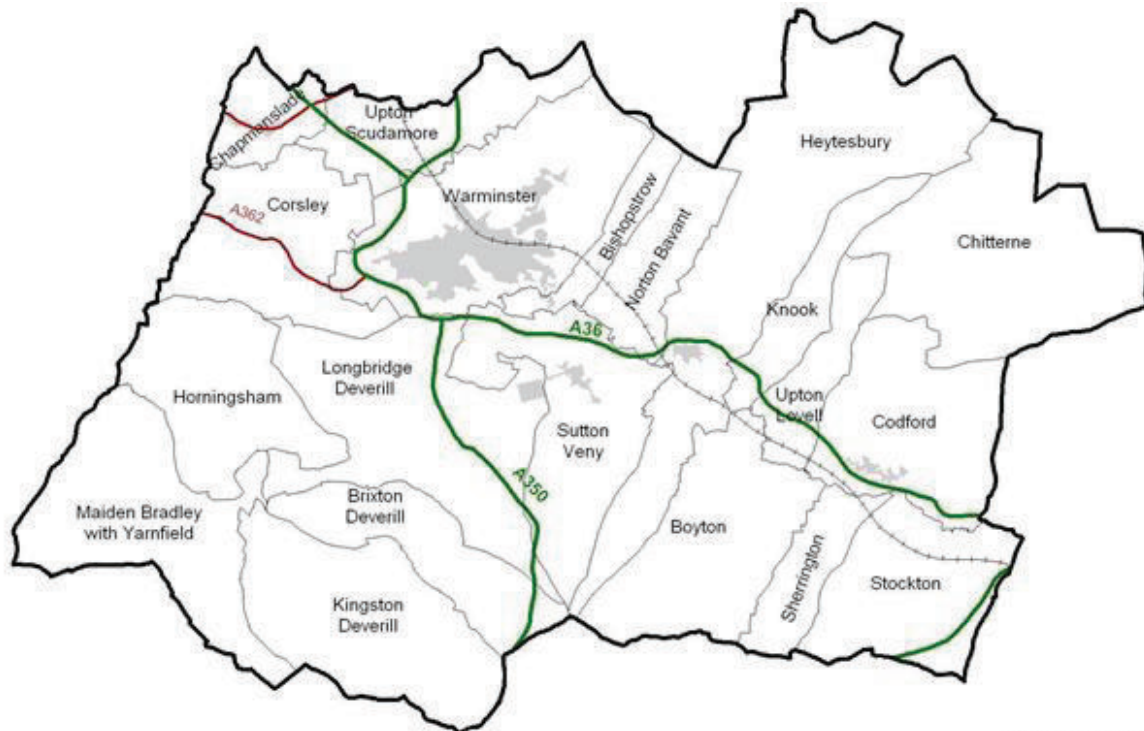 Chapmanslade
Upton
Scudamore
Heytesbury
Warminster
Bishopstrow
Corsley
A362
Chitterne
Norton Bavant
Knook
A36
Longbridge
Deverill
Horningsham
Upton
Lovell
Codford
Sutton
Veny
A350
Brixton
Deverill
Maiden Bradley
with Yarnfield
Boyton
Sherrington
Stockton
Kingston
Deverill